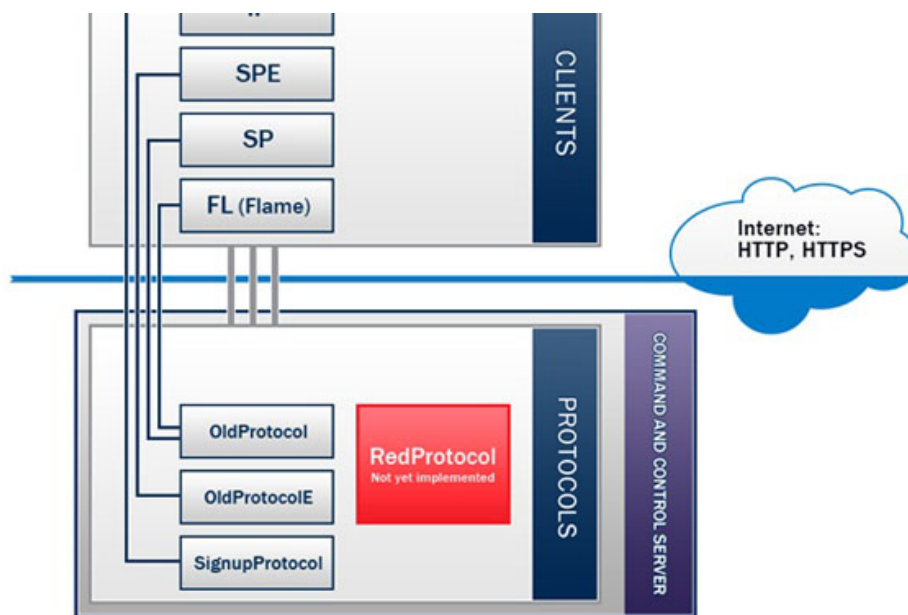 SPE
SP
FL (Flame)
CLIENTS
Internet:
HTTP, HTTPS
OldProtocol
OldProtocolE
SignupProtocol
RedProtocol
Not yet implemented
PROTOCOLS
COMMAND AND CONTROL SERVER